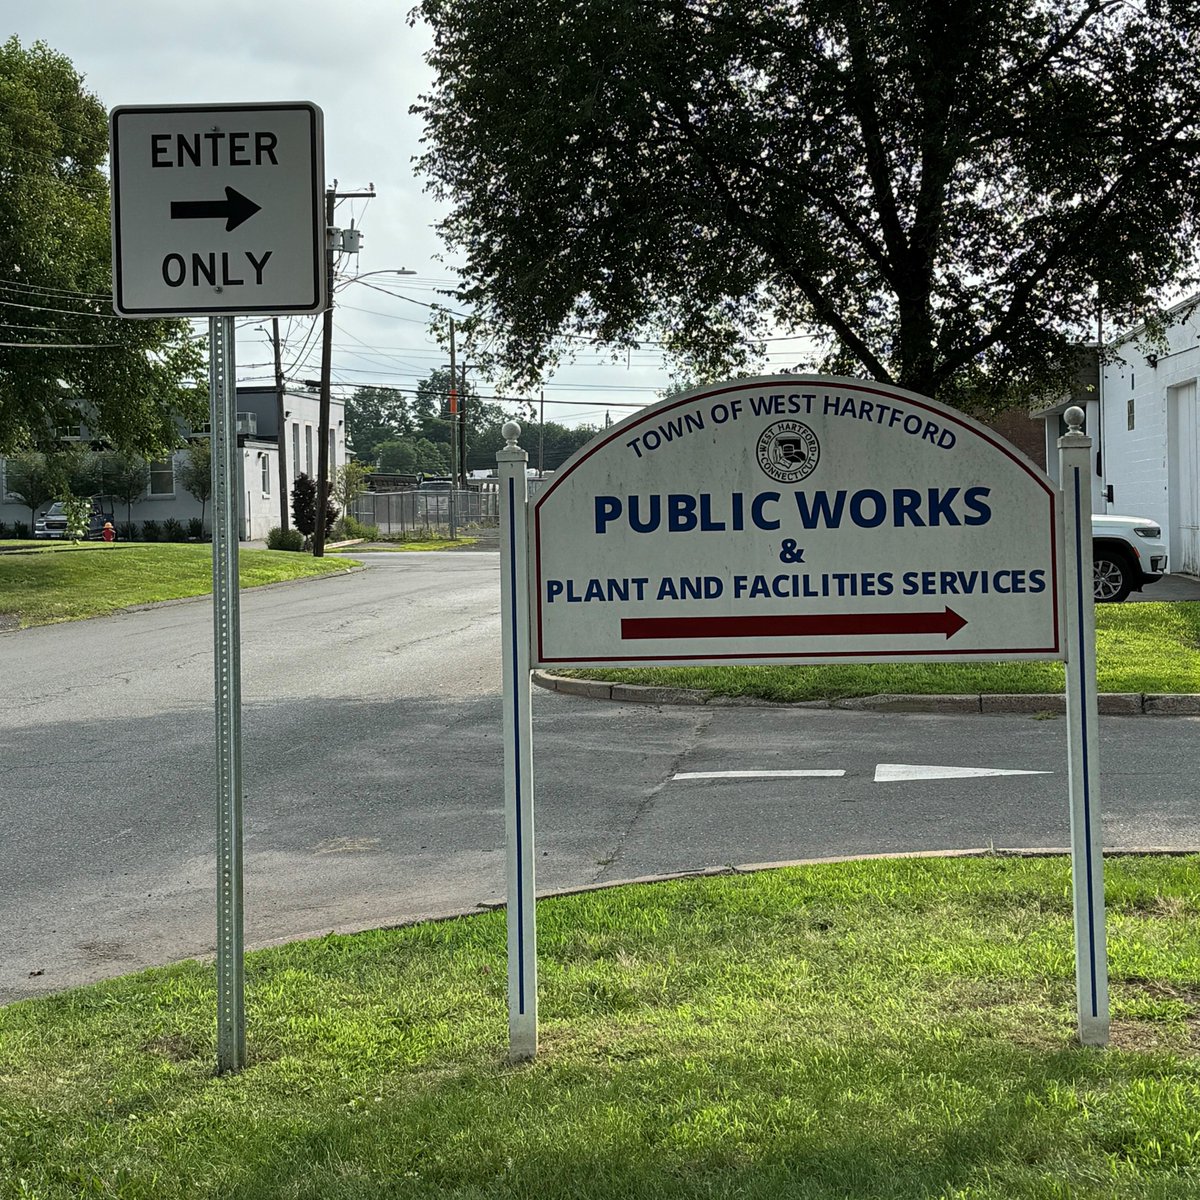 ENTER
ONLY
TOWN OF WEST HARTFORD
WEST HARTFORD
CONNECTICUT
PUBLIC WORKS
&
PLANT AND FACILITIES SERVICES